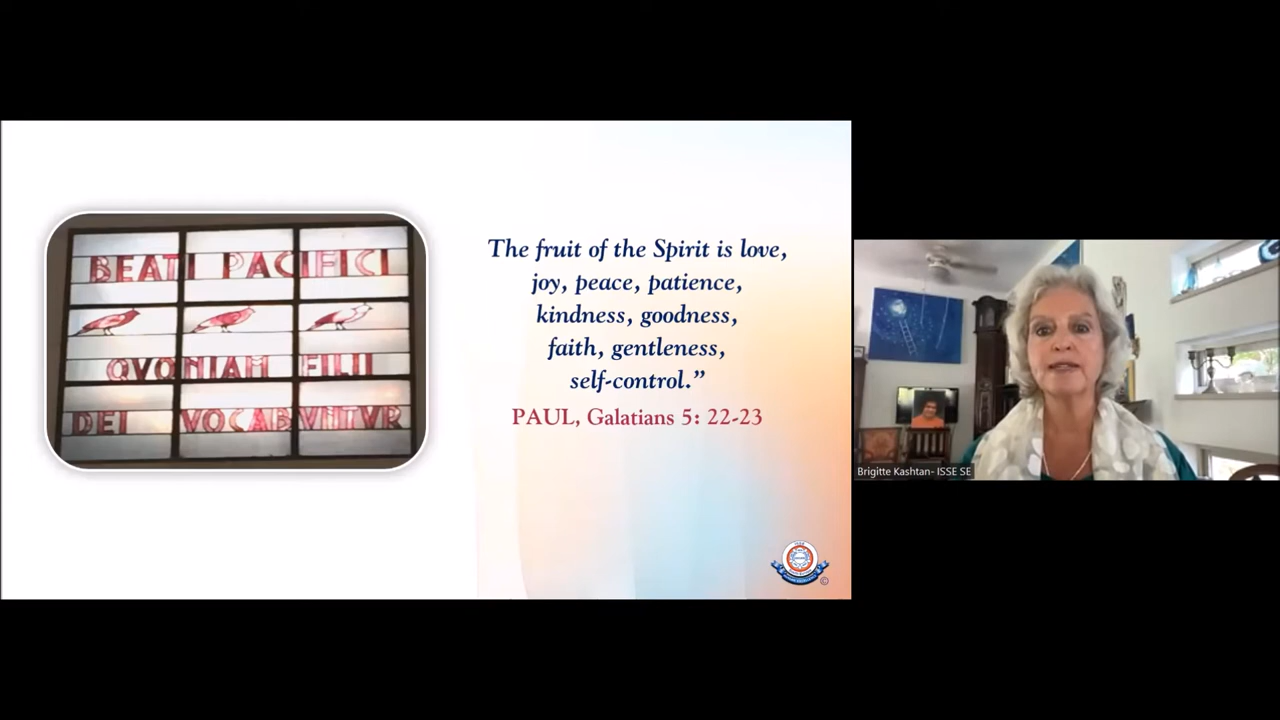 BEATI PACIFICI
QVONIAM FILII
DEI VOCABVNTVR
The fruit of the Spirit is love,
joy, peace, patience,
kindness, goodness,
faith, gentleness,
self-control.”
PAUL, Galatians 5: 22-23
Brigitte Kashtan- ISSE SE